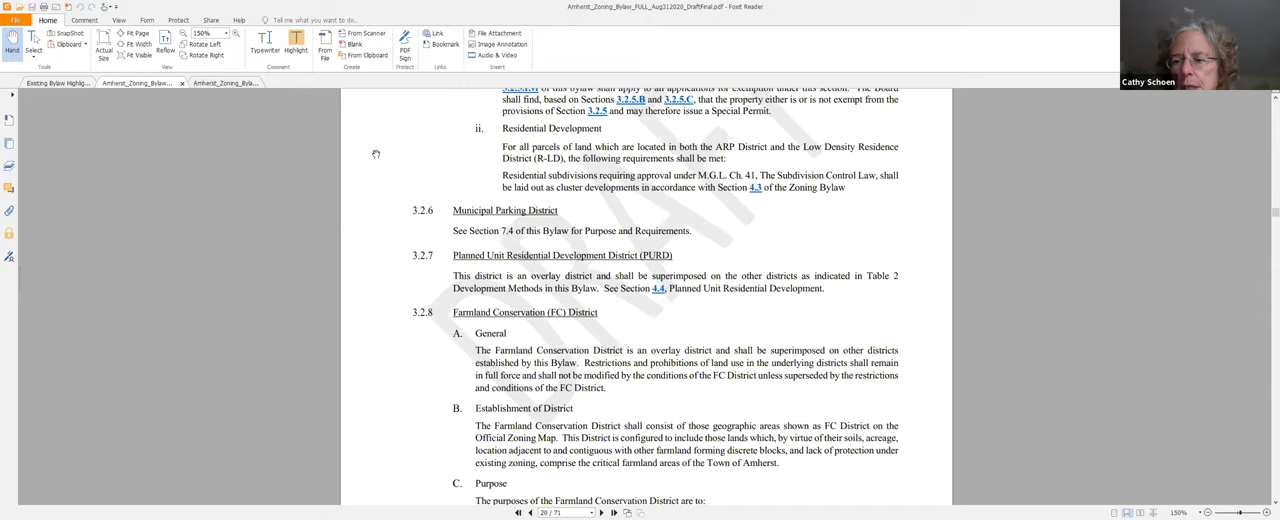 Amherst_Zoning_Bylaw_FULL_Aug312020_DraftFinal.pdf - Foxit Reader
File Home Comment View Form Protect Share Help Tell me what you want to do...
Hand
Select
SnapShot
Clipboard
Actual Size
Fit Page
Fit Width
Fit Visible
Reflow
150%
Rotate Left
Rotate Right
Typewriter
Highlight
From File
From Scanner
Blank
From Clipboard
PDF Sign
Link
Bookmark
File Attachment
Image Annotation
Audio & Video
Tools View Comment Create Protect Links Insert
Cathy Schoen
Existing Bylaw Highlig... Amherst_Zoning_Bylaw... Amherst_Zoning_Byla...
of this bylaw shall apply to all applications for exemption under this section. The Board
shall find, based on Sections 3.2.5.B and 3.2.5.C, that the property either is or is not exempt from the
provisions of Section 3.2.5 and may therefore issue a Special Permit.
ii. Residential Development
For all parcels of land which are located in both the ARP District and the Low Density Residence
District (R-LD), the following requirements shall be met:
Residential subdivisions requiring approval under M.G.L. Ch. 41, The Subdivision Control Law, shall
be laid out as cluster developments in accordance with Section 4.3 of the Zoning Bylaw
3.2.6 Municipal Parking District
See Section 7.4 of this Bylaw for Purpose and Requirements.
3.2.7 Planned Unit Residential Development District (PURD)
This district is an overlay district and shall be superimposed on the other districts as indicated in Table 2
Development Methods in this Bylaw. See Section 4.4, Planned Unit Residential Development.
3.2.8 Farmland Conservation (FC) District
A. General
The Farmland Conservation District is an overlay district and shall be superimposed on other districts
established by this Bylaw. Restrictions and prohibitions of land use in the underlying districts shall remain
in full force and shall not be modified by the conditions of the FC District unless superseded by the restrictions
and conditions of the FC District.
B. Establishment of District
The Farmland Conservation District shall consist of those geographic areas shown as FC District on the
Official Zoning Map. This District is configured to include those lands which, by virtue of their soils, acreage,
location adjacent to and contiguous with other farmland forming discrete blocks, and lack of protection under
existing zoning, comprise the critical farmland areas of the Town of Amherst.
C. Purpose
The purposes of the Farmland Conservation District are to:
20 / 71
150%